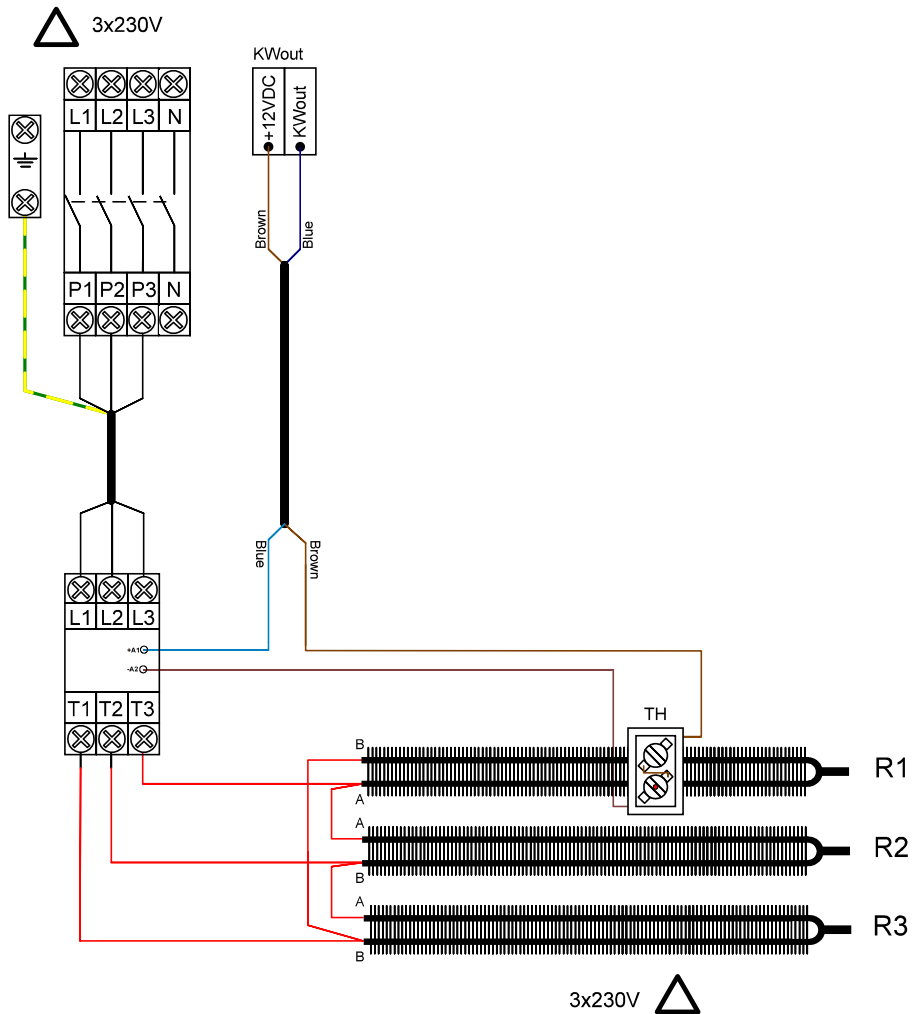 3x230V
KWout
+12VDC
KWout
L1 L2 L3 N
Brown
Blue
P1 P2 P3 N
Blue
Brown
L1 L2 L3
+A1
-A2
T1 T2 T3
TH
B
R1
A
A
R2
B
A
R3
B
3x230V